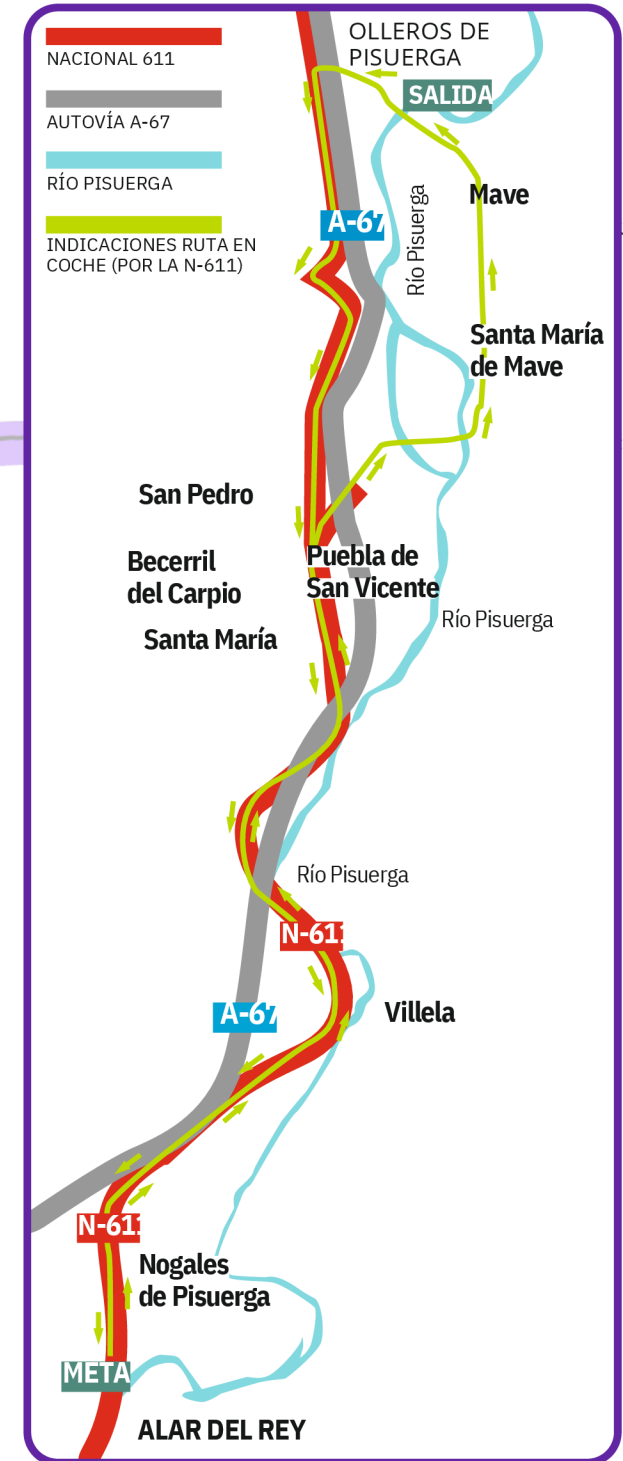 OLLEROS DE
PISUERGA
NACIONAL 611
SALIDA
AUTOVÍA A-67
RÍO PISUERGA
Mave
Río Pisuerga
A-67
INDICACIONES RUTA EN
COCHE (POR LA N-611)
Santa María
de Mave
San Pedro
Becerril
del Carpio
Puebla de
San Vicente
Santa María
Río Pisuerga
Río Pisuerga
N-611
A-67
Villela
N-611
Nogales
de Pisuerga
META
ALAR DEL REY